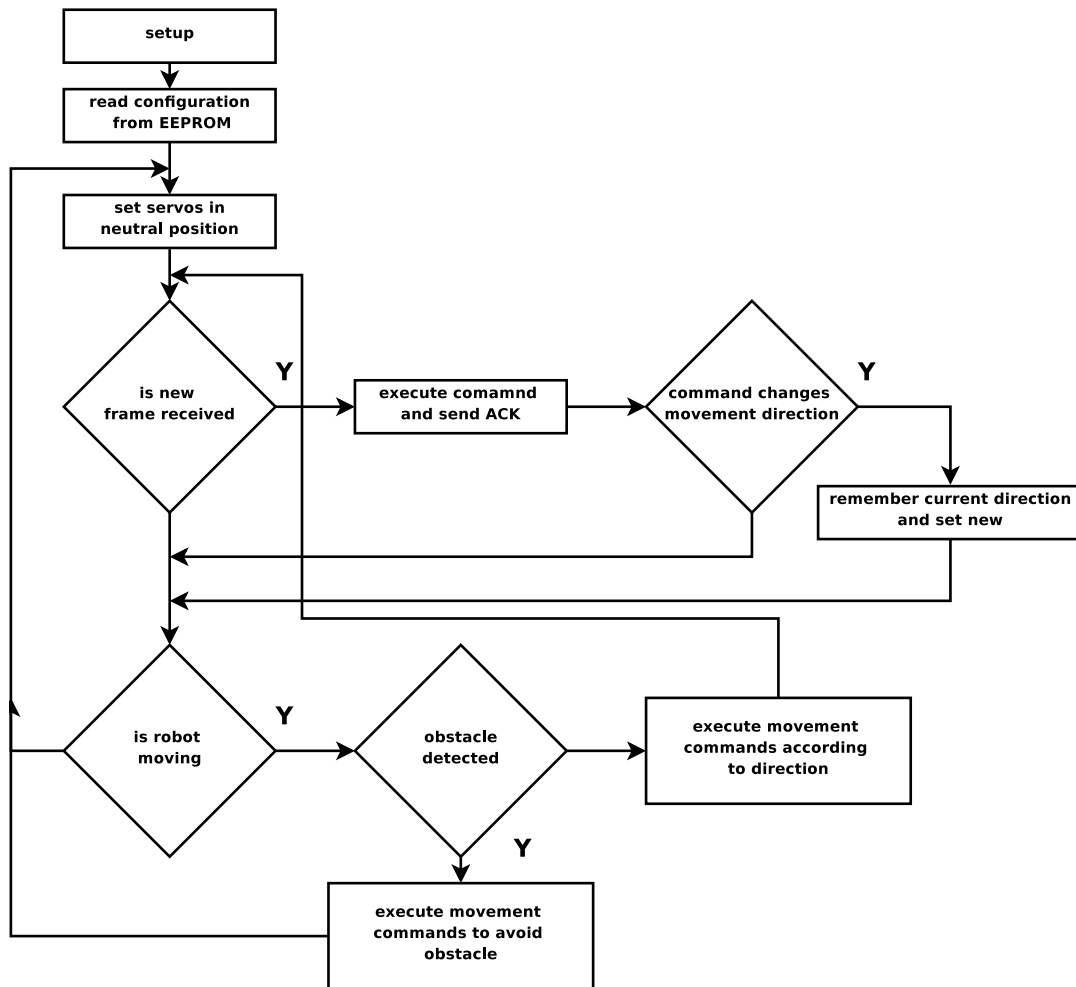 setup
read configuration
from EEPROM
set servos in
neutral position
is new
frame received
Y
execute comamnd
and send ACK
command changes
movement direction
Y
remember current direction
and set new
is robot
moving
Y
obstacle
detected
execute movement
commands according
to direction
Y
execute movement
commands to avoid
obstacle